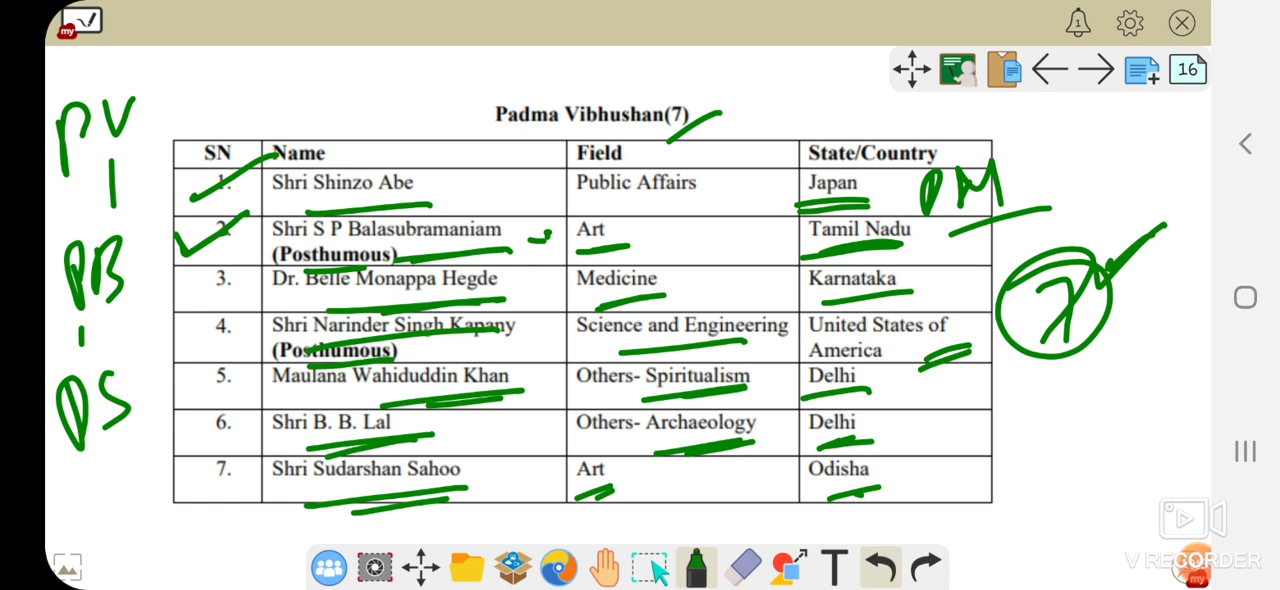 my
1
16
PV
PB
PS
Padma Vibhushan(7)
SN Name Field State/Country
1. Shri Shinzo Abe Public Affairs Japan PM
2. Shri S P Balasubramaniam (Posthumous) Art Tamil Nadu
3. Dr. Belle Monappa Hegde Medicine Karnataka
4. Shri Narinder Singh Kapany (Posthumous) Science and Engineering United States of America
5. Maulana Wahiduddin Khan Others- Spiritualism Delhi
6. Shri B. B. Lal Others- Archaeology Delhi
7. Shri Sudarshan Sahoo Art Odisha
T
V RECORDER
my